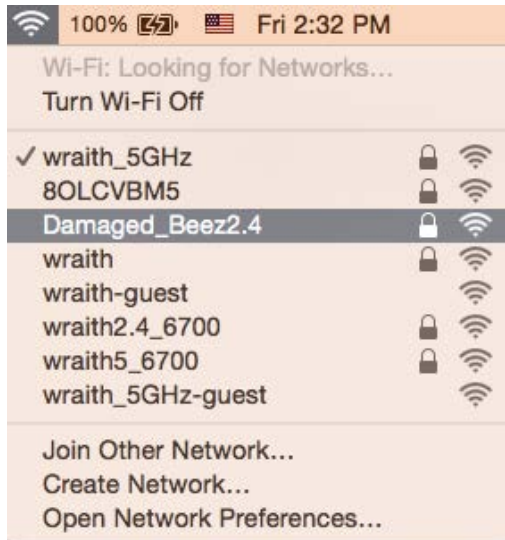 100% Fri 2:32 PM
Wi-Fi: Looking for Networks...
Turn Wi-Fi Off
wraith_5GHz
8OLCVBM5
Damaged_Beez2.4
wraith
wraith-guest
wraith2.4_6700
wraith5_6700
wraith_5GHz-guest
Join Other Network...
Create Network...
Open Network Preferences...